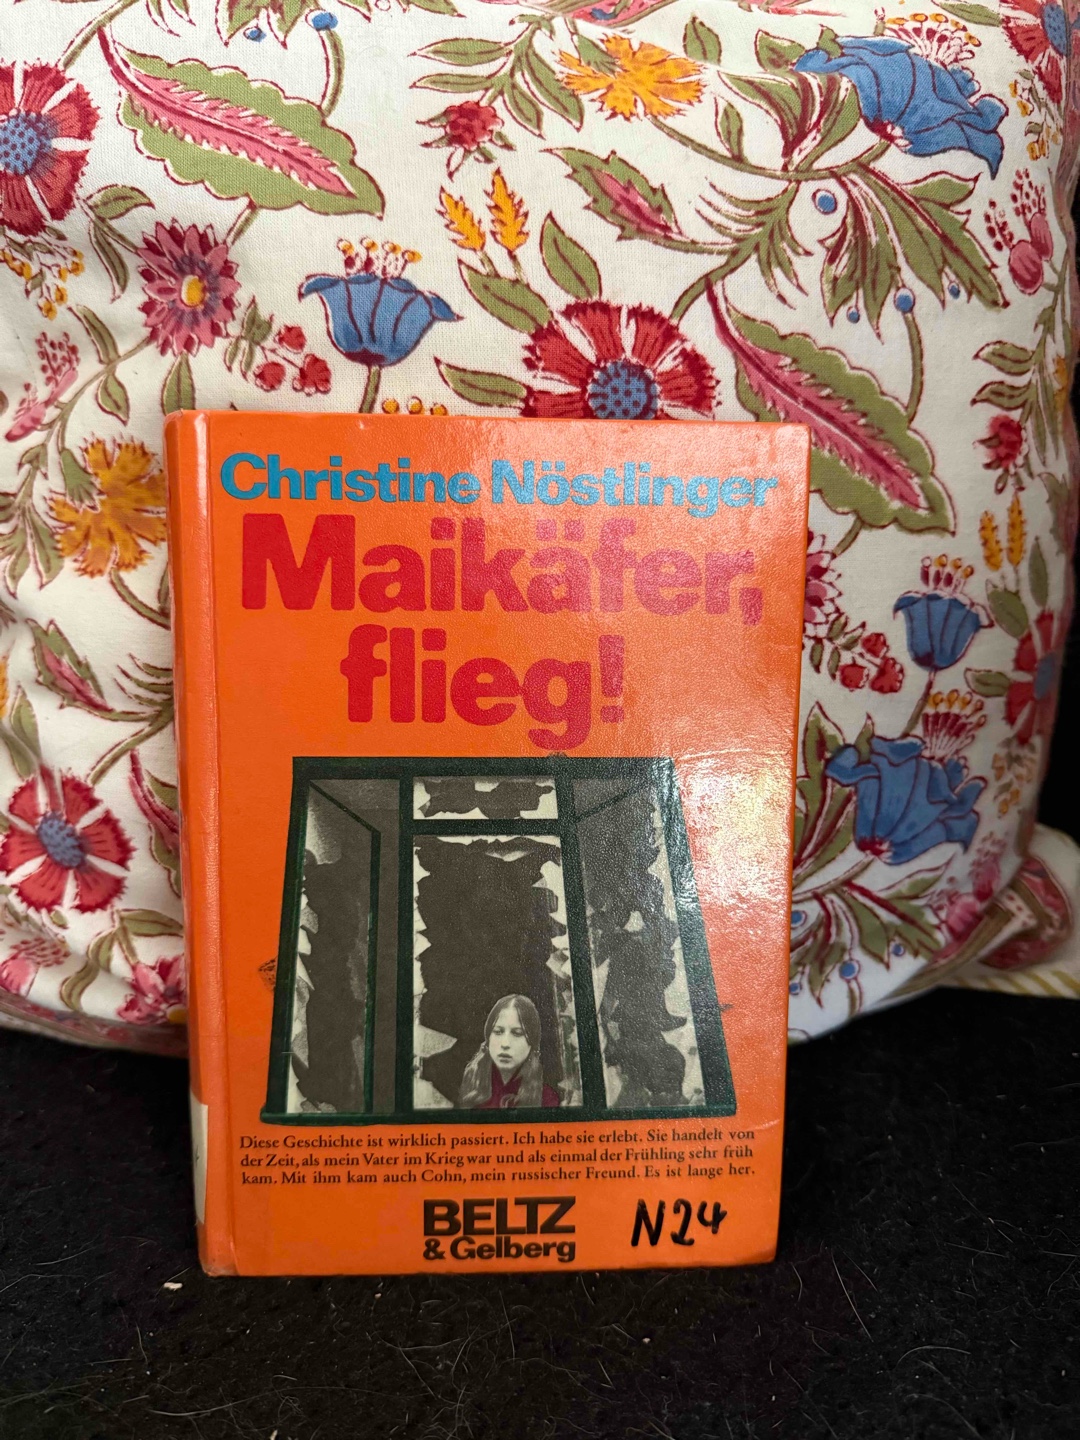 Christine Nöstlinger
Maikäfer,
flieg!
Diese Geschichte ist wirklich passiert. Ich habe sie erlebt. Sie handelt von
der Zeit, als mein Vater im Krieg war und als einmal der Frühling sehr früh
kam. Mit ihm kam auch Cohn, mein russischer Freund. Es ist lange her.
BELTZ
& Gelberg
N24